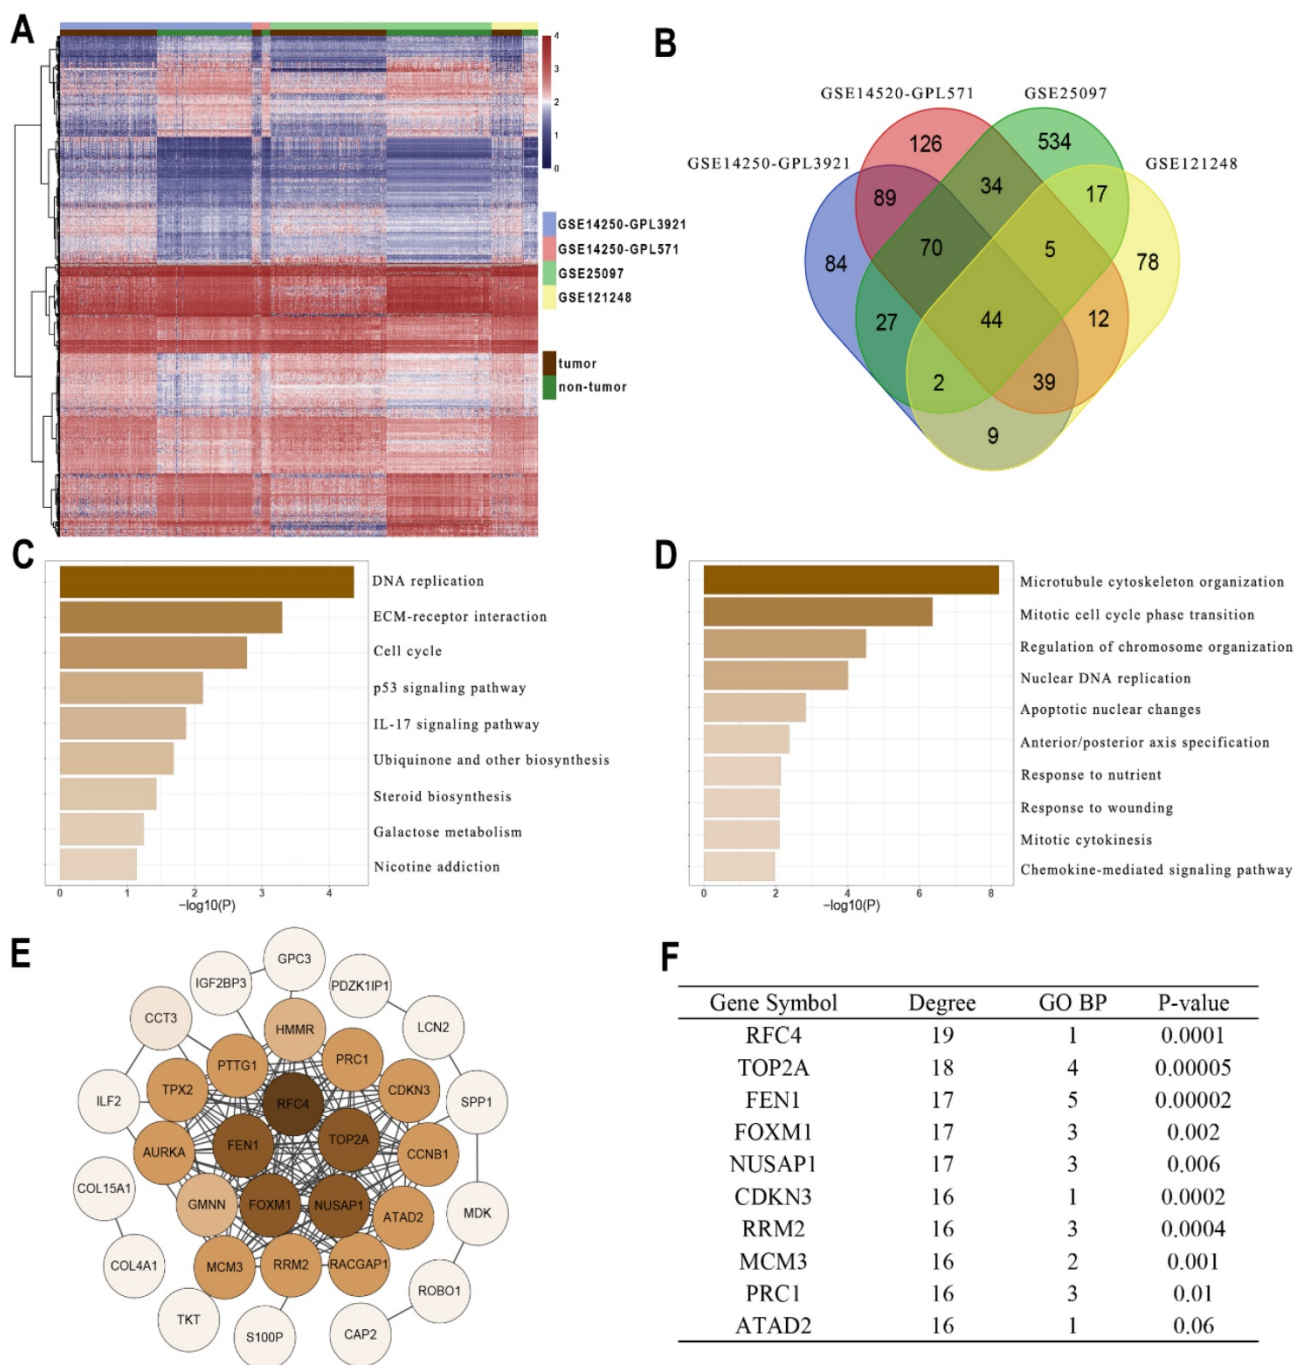 A
4
3
2
1
0
GSE14250-GPL3921
GSE14250-GPL571
GSE25097
GSE121248
tumor
non-tumor
B
GSE14520-GPL571
GSE25097
GSE14250-GPL3921
GSE121248
126
534
89
34
17
84
70
5
78
27
44
12
2
39
9
C
DNA replication
ECM-receptor interaction
Cell cycle
p53 signaling pathway
IL-17 signaling pathway
Ubiquinone and other biosynthesis
Steroid biosynthesis
Galactose metabolism
Nicotine addiction
0 1 2 3 4
−log10(P)
D
Microtubule cytoskeleton organization
Mitotic cell cycle phase transition
Regulation of chromosome organization
Nuclear DNA replication
Apoptotic nuclear changes
Anterior/posterior axis specification
Response to nutrient
Response to wounding
Mitotic cytokinesis
Chemokine-mediated signaling pathway
0 2 4 6 8
−log10(P)
E
GPC3
IGF2BP3
PDZK1IP1
CCT3
HMMR
LCN2
PTTG1
PRC1
TPX2
CDKN3
ILF2
RFC4
SPP1
FEN1
TOP2A
AURKA
CCNB1
COL15A1
GMNN
FOXM1
NUSAP1
ATAD2
MDK
COL4A1
MCM3
RRM2
RACGAP1
ROBO1
TKT
S100P
CAP2
F
Gene Symbol Degree GO BP P-value
RFC4 19 1 0.0001
TOP2A 18 4 0.00005
FEN1 17 5 0.00002
FOXM1 17 3 0.002
NUSAP1 17 3 0.006
CDKN3 16 1 0.0002
RRM2 16 3 0.0004
MCM3 16 2 0.001
PRC1 16 3 0.01
ATAD2 16 1 0.06